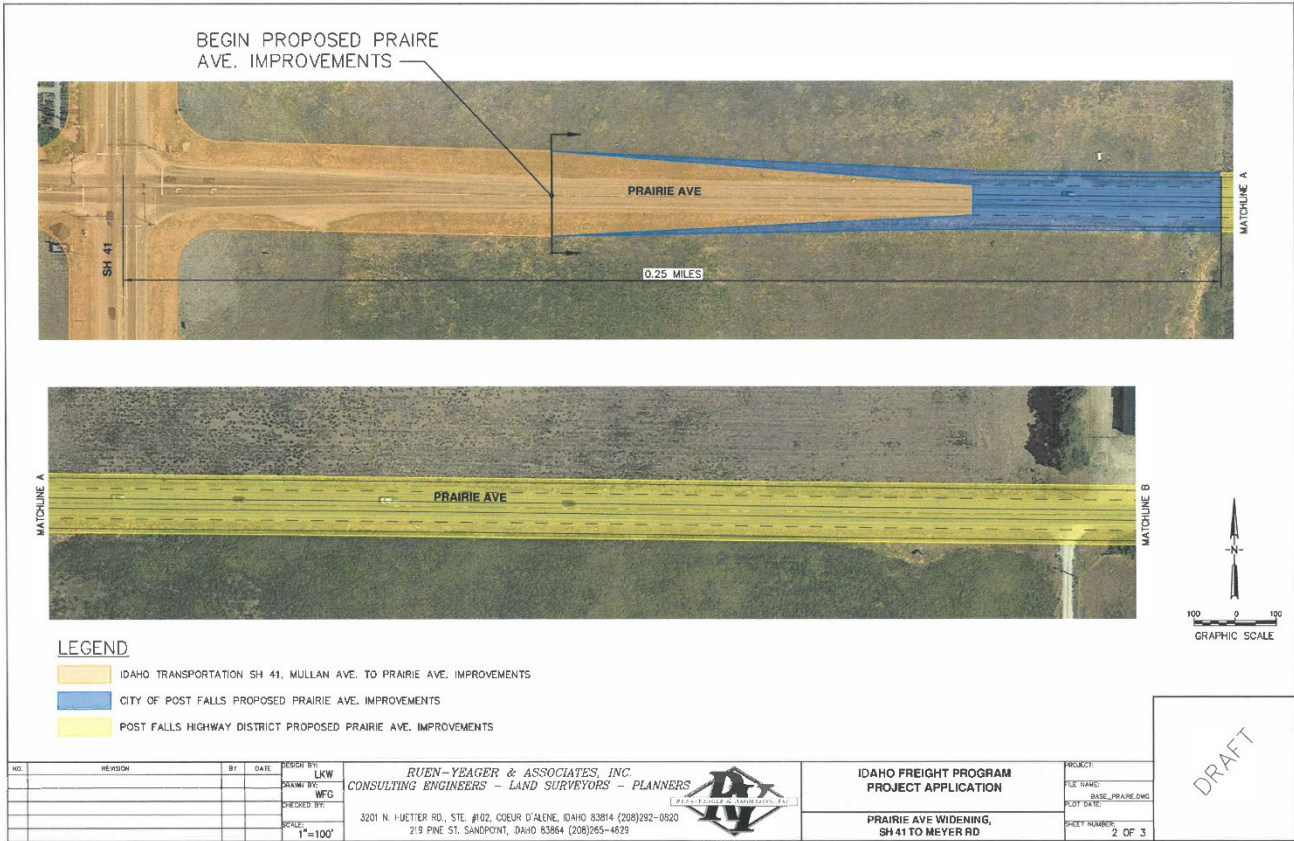 BEGIN PROPOSED PRAIRE
AVE. IMPROVEMENTS
PRAIRIE AVE
SH 41
0.25 MILES
MATCHLINE A
MATCHLINE A
PRAIRIE AVE
MATCHLINE B
N
100 0 100
GRAPHIC SCALE
LEGEND
IDAHO TRANSPORTATION SH 41, MULLAN AVE. TO PRAIRIE AVE. IMPROVEMENTS
CITY OF POST FALLS PROPOSED PRAIRIE AVE. IMPROVEMENTS
POST FALLS HIGHWAY DISTRICT PROPOSED PRAIRIE AVE. IMPROVEMENTS
DRAFT
NO. REVISION BY DATE
DESIGN BY: LKW
DRAWN BY: WFG
CHECKED BY:
SCALE: 1"=100'
RUEN-YEAGER & ASSOCIATES, INC.
CONSULTING ENGINEERS - LAND SURVEYORS - PLANNERS
3201 N. HUETTER RD., STE. #102, COEUR D'ALENE, IDAHO 83814 (208)292-0820
219 PINE ST. SANDPOINT, IDAHO 83864 (208)265-4629
RUEN-YEAGER & ASSOCIATES, INC.
IDAHO FREIGHT PROGRAM
PROJECT APPLICATION
PRAIRIE AVE WIDENING,
SH 41 TO MEYER RD
PROJECT:
FILE NAME:
BASE_PRAIRE.DWG
PLOT DATE:
SHEET NUMBER:
2 OF 3